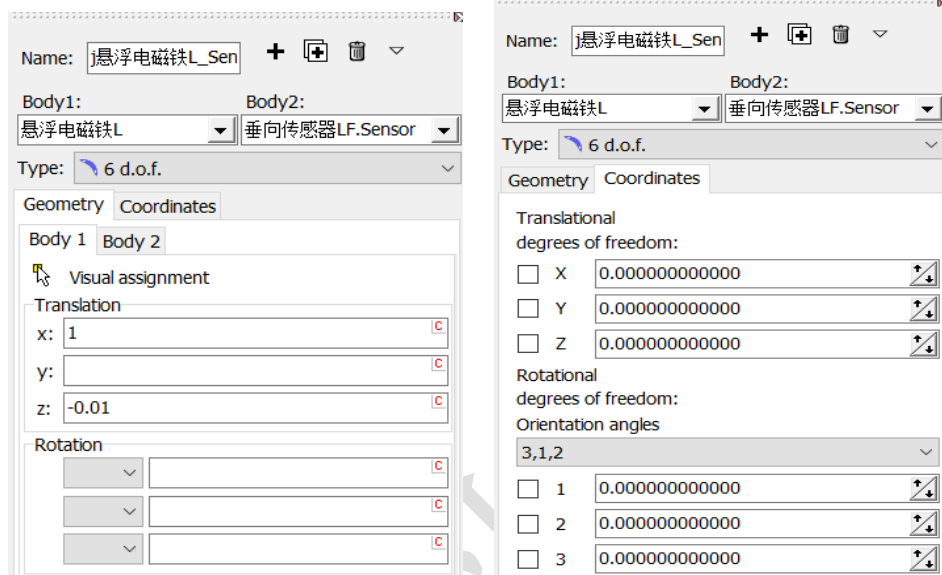 Name: j悬浮电磁铁L_Sen
Body1: Body2:
悬浮电磁铁L 垂向传感器LF.Sensor
Type: 6 d.o.f.
Geometry Coordinates
Body 1 Body 2
Visual assignment
Translation
x: 1 C
y: C
z: -0.01 C
Rotation
C
C
C
Name: j悬浮电磁铁L_Sen
Body1: Body2:
悬浮电磁铁L 垂向传感器LF.Sensor
Type: 6 d.o.f.
Geometry Coordinates
Translational
degrees of freedom:
X 0.000000000000
Y 0.000000000000
Z 0.000000000000
Rotational
degrees of freedom:
Orientation angles
3,1,2
1 0.000000000000
2 0.000000000000
3 0.000000000000